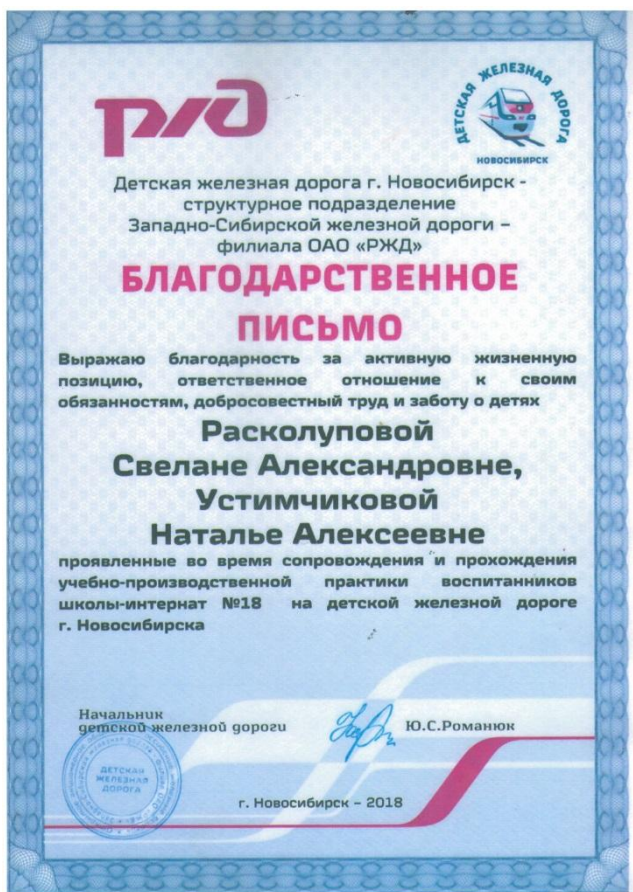 РЖД
ДЕТСКАЯ ЖЕЛЕЗНАЯ ДОРОГА
НОВОСИБИРСК
Детская железная дорога г. Новосибирск -
структурное подразделение
Западно-Сибирской железной дороги –
филиала ОАО «РЖД»
БЛАГОДАРСТВЕННОЕ
ПИСЬМО
Выражаю благодарность за активную жизненную
позицию, ответственное отношение к своим
обязанностям, добросовестный труд и заботу о детях
Расколуповой
Свелане Александровне,
Устимчиковой
Наталье Алексеевне
проявленные во время сопровождения и прохождения
учебно-производственной практики воспитанников
школы-интернат №18 на детской железной дороге
г. Новосибирска
Начальник
детской железной дороги Ю.С.Романюк
ДЕТСКАЯ
ЖЕЛЕЗНАЯ
ДОРОГА
г. Новосибирск – 2018